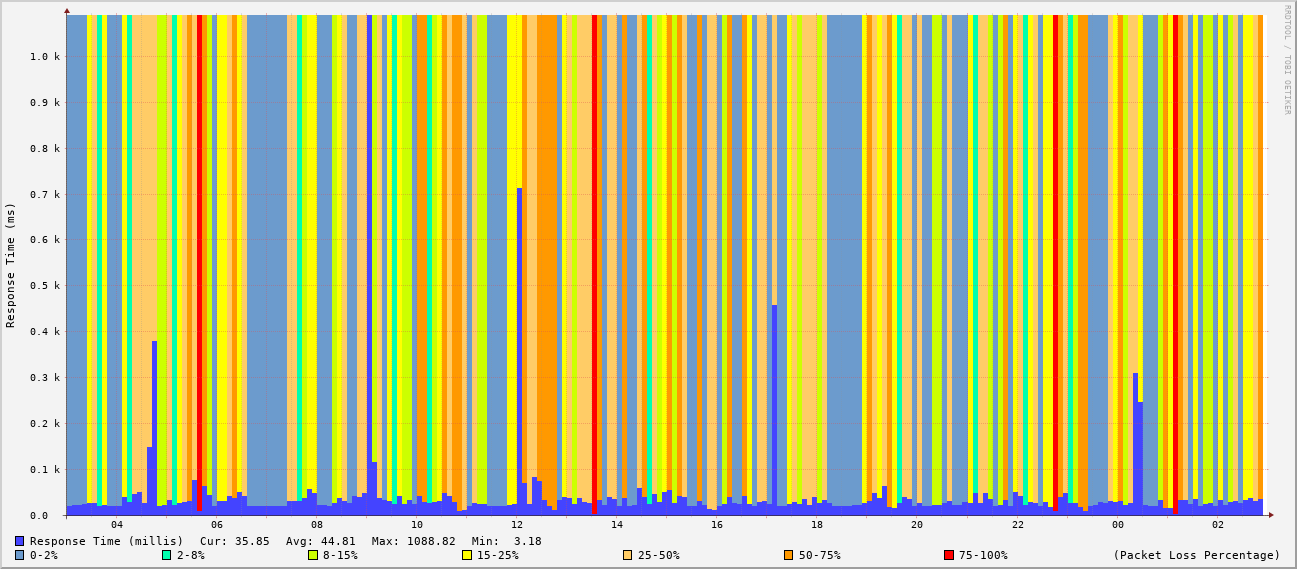 RRDTOOL / TOBI OETIKER
Response Time (ms)
1.0 k
0.9 k
0.8 k
0.7 k
0.6 k
0.5 k
0.4 k
0.3 k
0.2 k
0.1 k
0.0
04 06 08 10 12 14 16 18 20 22 00 02
Response Time (millis) Cur: 35.85 Avg: 44.81 Max: 1088.82 Min: 3.18
0-2% 2-8% 8-15% 15-25% 25-50% 50-75% 75-100% (Packet Loss Percentage)